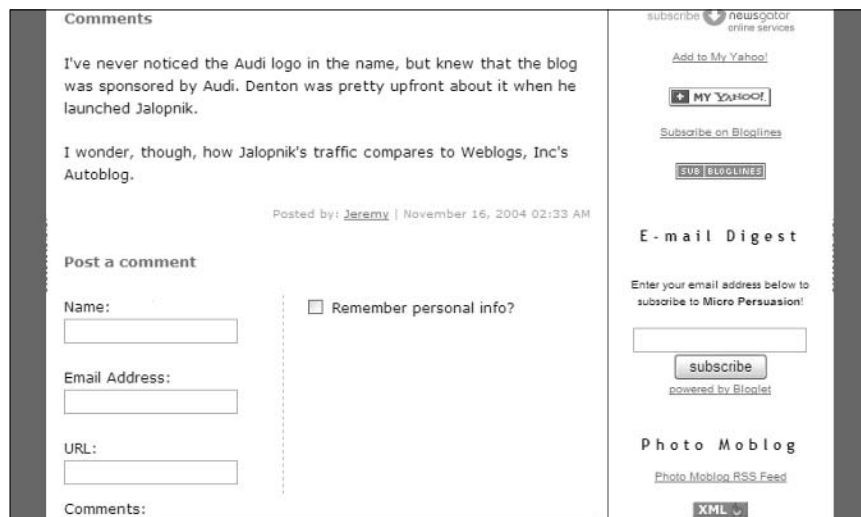 Comments
I've never noticed the Audi logo in the name, but knew that the blog
was sponsored by Audi. Denton was pretty upfront about it when he
launched Jalopnik.
I wonder, though, how Jalopnik's traffic compares to Weblogs, Inc's
Autoblog.
Posted by: Jeremy | November 16, 2004 02:33 AM
Post a comment
Name:
Remember personal info?
Email Address:
URL:
Comments:
subscribe newsgator
online services
Add to My Yahoo!
+ MY YAHOO!
Subscribe on Bloglines
SUB BLOGLINES
E-mail Digest
Enter your email address below to
subscribe to Micro Persuasion!
subscribe
powered by Bloglet
Photo Moblog
Photo Moblog RSS Feed
XML